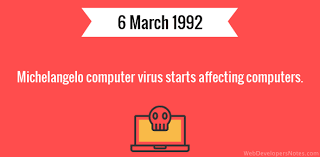 6 March 1992
Michelangelo computer virus starts affecting computers.
WebDevelopersNotes.com